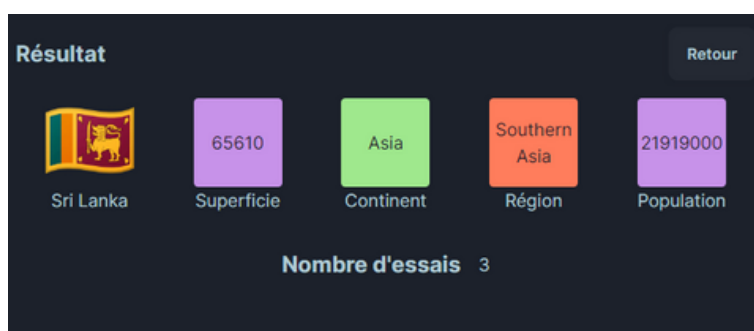 Résultat
Retour
65610
Asia
Southern
Asia
21919000
Sri Lanka
Superficie
Continent
Région
Population
Nombre d'essais 3